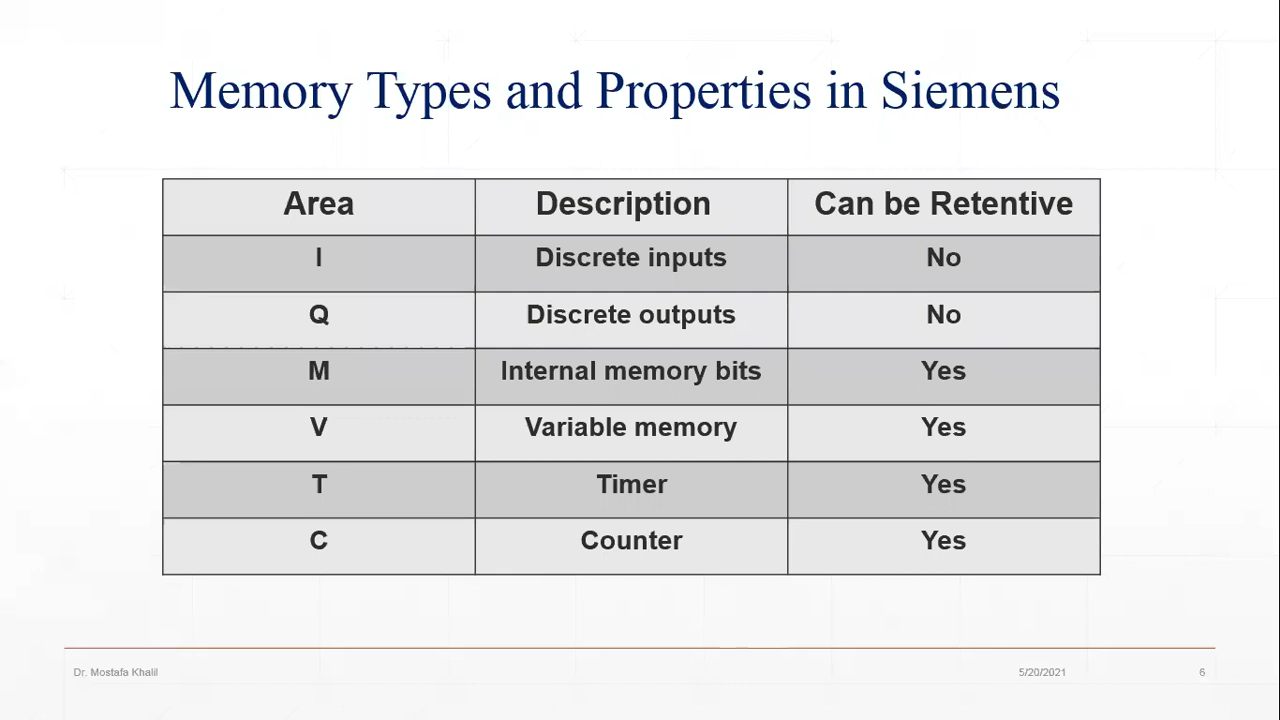 Memory Types and Properties in Siemens
Area Description Can be Retentive
I Discrete inputs No
Q Discrete outputs No
M Internal memory bits Yes
V Variable memory Yes
T Timer Yes
C Counter Yes
Dr. Mostafa Khalil 5/20/2021 6